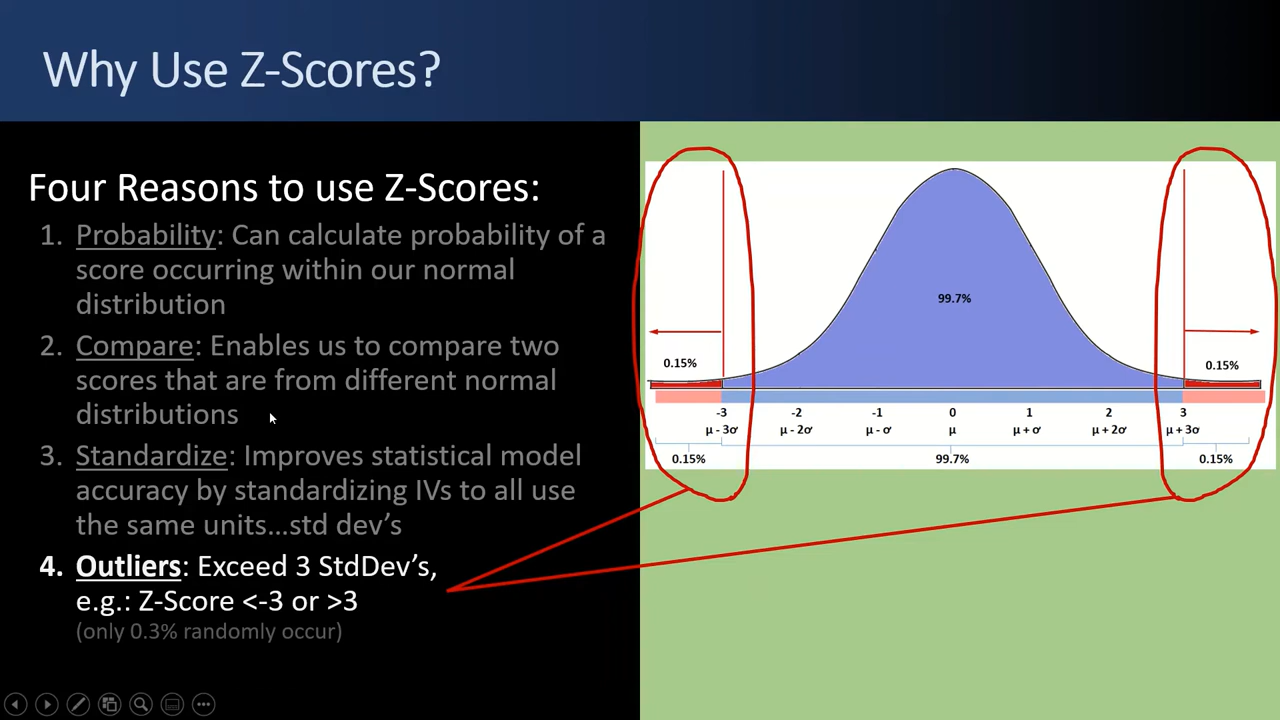 Why Use Z-Scores?
Four Reasons to use Z-Scores:
1. Probability: Can calculate probability of a
score occurring within our normal
distribution
2. Compare: Enables us to compare two
scores that are from different normal
distributions
3. Standardize: Improves statistical model
accuracy by standardizing IVs to all use
the same units...std dev's
4. Outliers: Exceed 3 StdDev's,
e.g.: Z-Score <-3 or >3
(only 0.3% randomly occur)
99.7%
0.15% 0.15%
-3 -2 -1 0 1 2 3
μ - 3σ μ - 2σ μ - σ μ μ + σ μ + 2σ μ + 3σ
0.15% 99.7% 0.15%